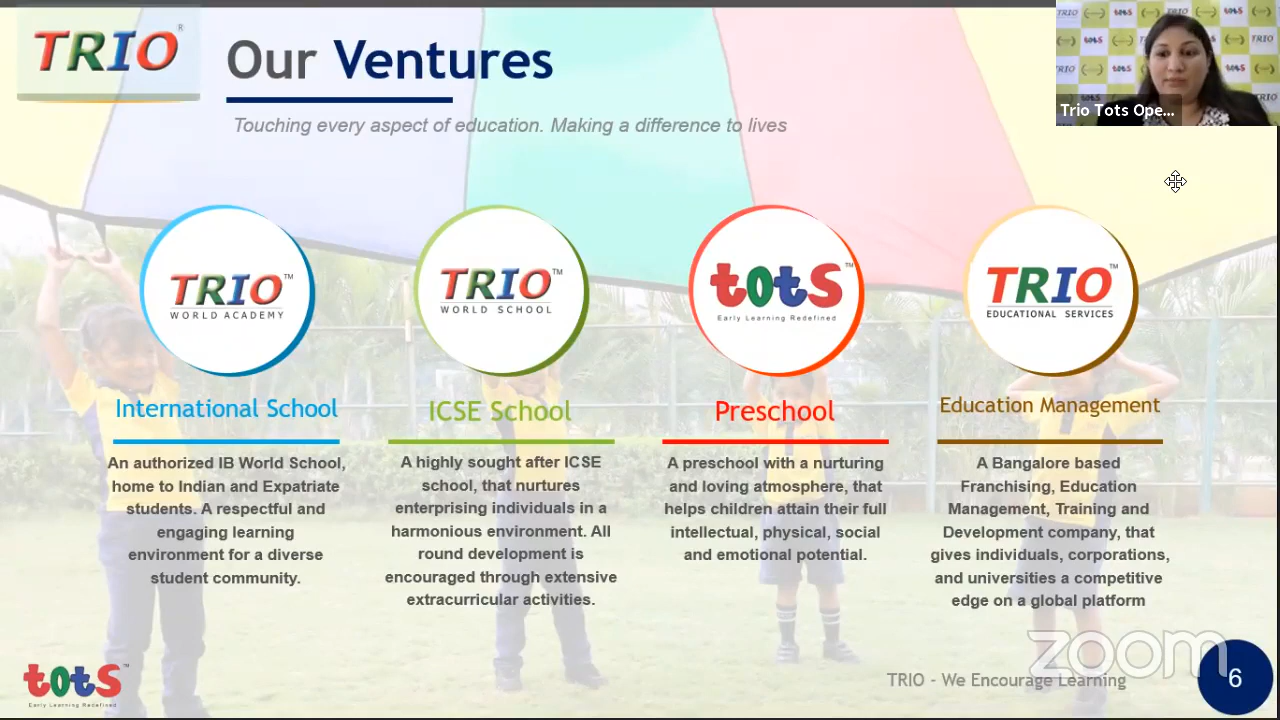 TRIO®
Our Ventures
Touching every aspect of education. Making a difference to lives
Trio Tots Ope...
TRIO™
WORLD ACADEMY
International School
An authorized IB World School,
home to Indian and Expatriate
students. A respectful and
engaging learning
environment for a diverse
student community.
TRIO™
WORLD SCHOOL
ICSE School
A highly sought after ICSE
school, that nurtures
enterprising individuals in a
harmonious environment. All
round development is
encouraged through extensive
extracurricular activities.
tots™
Early Learning Redefined
Preschool
A preschool with a nurturing
and loving atmosphere, that
helps children attain their full
intellectual, physical, social
and emotional potential.
TRIO™
EDUCATIONAL SERVICES
Education Management
A Bangalore based
Franchising, Education
Management, Training and
Development company, that
gives individuals, corporations,
and universities a competitive
edge on a global platform
tots™
Early Learning Redefined
TRIO - We Encourage Learning
zoom
6